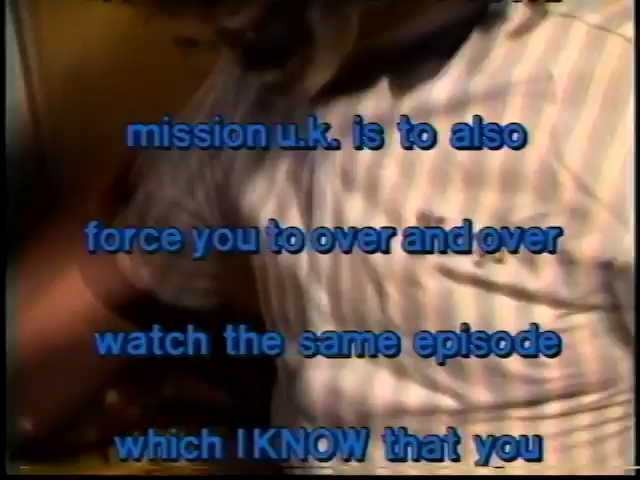 mission u.k. is to also
force you to over and over
watch the same episode
which I KNOW that you